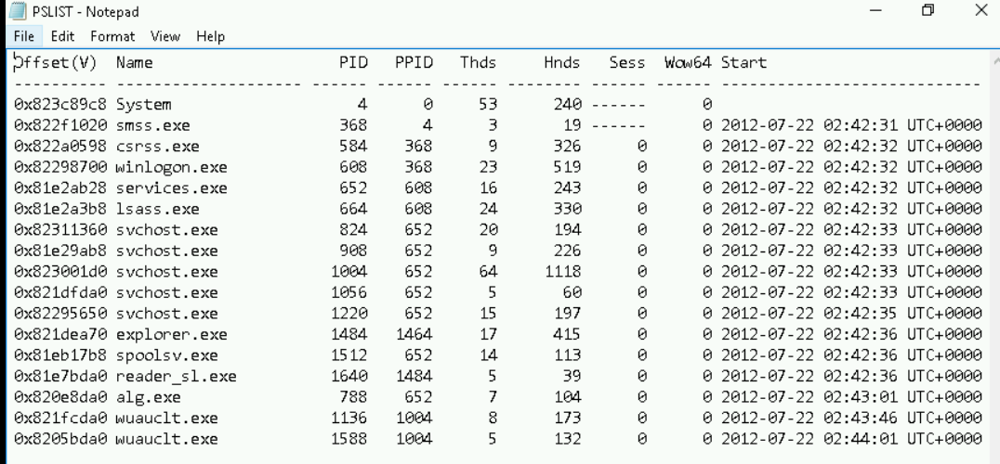 PSLIST - Notepad
File Edit Format View Help
Offset(V) Name PID PPID Thds Hnds Sess Wow64 Start
---------- -------------------- ------ ------ ------ -------- ------ ------ ------------------------------
0x823c89c8 System 4 0 53 240 ------ 0
0x822f1020 smss.exe 368 4 3 19 ------ 0 2012-07-22 02:42:31 UTC+0000
0x822a0598 csrss.exe 584 368 9 326 0 0 2012-07-22 02:42:32 UTC+0000
0x82298700 winlogon.exe 608 368 23 519 0 0 2012-07-22 02:42:32 UTC+0000
0x81e2ab28 services.exe 652 608 16 243 0 0 2012-07-22 02:42:32 UTC+0000
0x81e2a3b8 lsass.exe 664 608 24 330 0 0 2012-07-22 02:42:32 UTC+0000
0x82311360 svchost.exe 824 652 20 194 0 0 2012-07-22 02:42:33 UTC+0000
0x81e29ab8 svchost.exe 908 652 9 226 0 0 2012-07-22 02:42:33 UTC+0000
0x823001d0 svchost.exe 1004 652 64 1118 0 0 2012-07-22 02:42:33 UTC+0000
0x821dfda0 svchost.exe 1056 652 5 60 0 0 2012-07-22 02:42:33 UTC+0000
0x82295650 svchost.exe 1220 652 15 197 0 0 2012-07-22 02:42:35 UTC+0000
0x821dea70 explorer.exe 1484 1464 17 415 0 0 2012-07-22 02:42:36 UTC+0000
0x81eb17b8 spoolsv.exe 1512 652 14 113 0 0 2012-07-22 02:42:36 UTC+0000
0x81e7bda0 reader_sl.exe 1640 1484 5 39 0 0 2012-07-22 02:42:36 UTC+0000
0x820e8da0 alg.exe 788 652 7 104 0 0 2012-07-22 02:43:01 UTC+0000
0x821fcda0 wuauclt.exe 1136 1004 8 173 0 0 2012-07-22 02:43:46 UTC+0000
0x8205bda0 wuauclt.exe 1588 1004 5 132 0 0 2012-07-22 02:44:01 UTC+0000